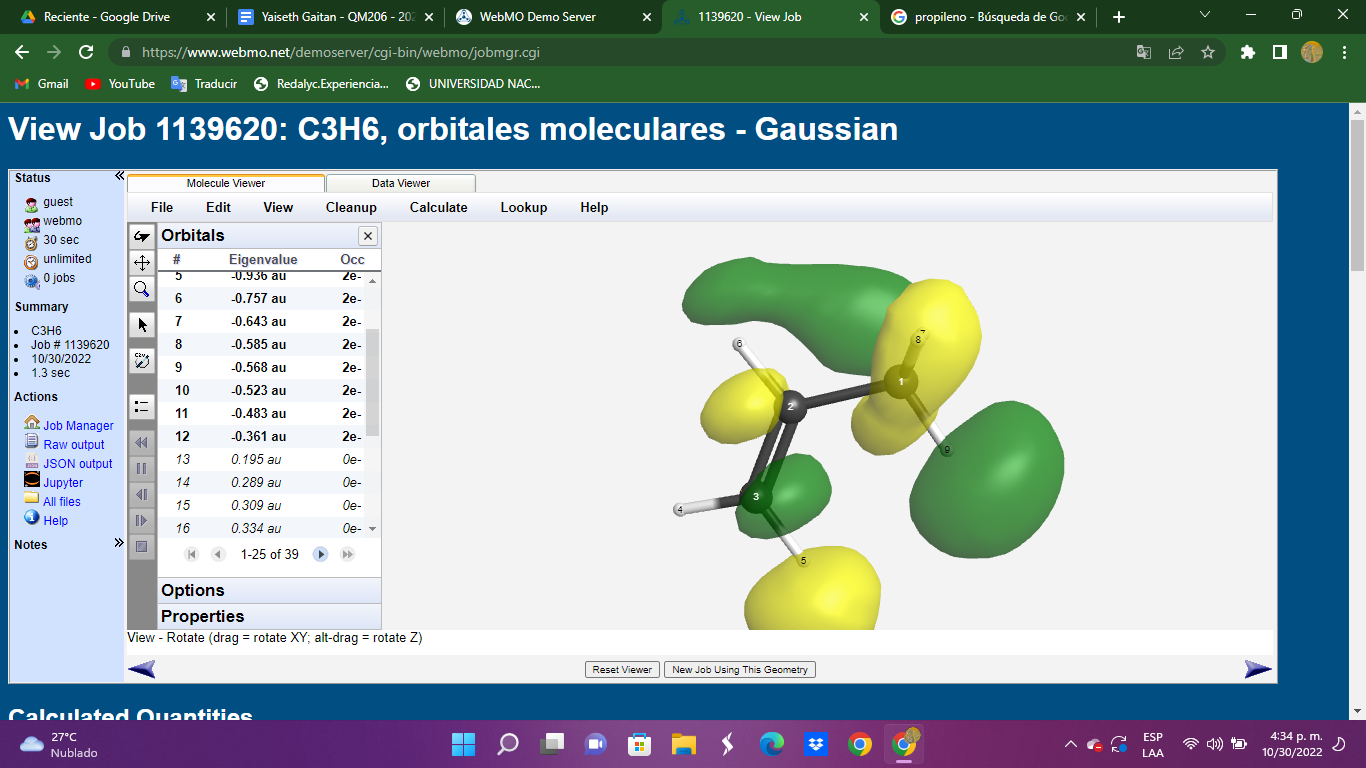 Reciente - Google Drive
Yaiseth Gaitan - QM206 - 202
WebMO Demo Server
1139620 - View Job
propileno - Búsqueda de Go
https://www.webmo.net/demoserver/cgi-bin/webmo/jobmgr.cgi
Gmail YouTube Traducir Redalyc.Experiencia... UNIVERSIDAD NAC...
View Job 1139620: C3H6, orbitales moleculares - Gaussian
Status
guest
webmo
30 sec
unlimited
0 jobs
Summary
C3H6
Job # 1139620
10/30/2022
1.3 sec
Actions
Job Manager
Raw output
JSON output
Jupyter
All files
Help
Notes
Molecule Viewer Data Viewer
File Edit View Cleanup Calculate Lookup Help
Orbitals
# Eigenvalue Occ
5 -0.936 au 2e-
6 -0.757 au 2e-
7 -0.643 au 2e-
8 -0.585 au 2e-
9 -0.568 au 2e-
10 -0.523 au 2e-
11 -0.483 au 2e-
12 -0.361 au 2e-
13 0.195 au 0e-
14 0.289 au 0e-
15 0.309 au 0e-
16 0.334 au 0e-
1-25 of 39
Options
Properties
7
8
6
1
2
9
3
4
5
View - Rotate (drag = rotate XY; alt-drag = rotate Z)
Reset Viewer New Job Using This Geometry
Calculated Quantities
27°C
Nublado
ESP
LAA
4:34 p. m.
10/30/2022